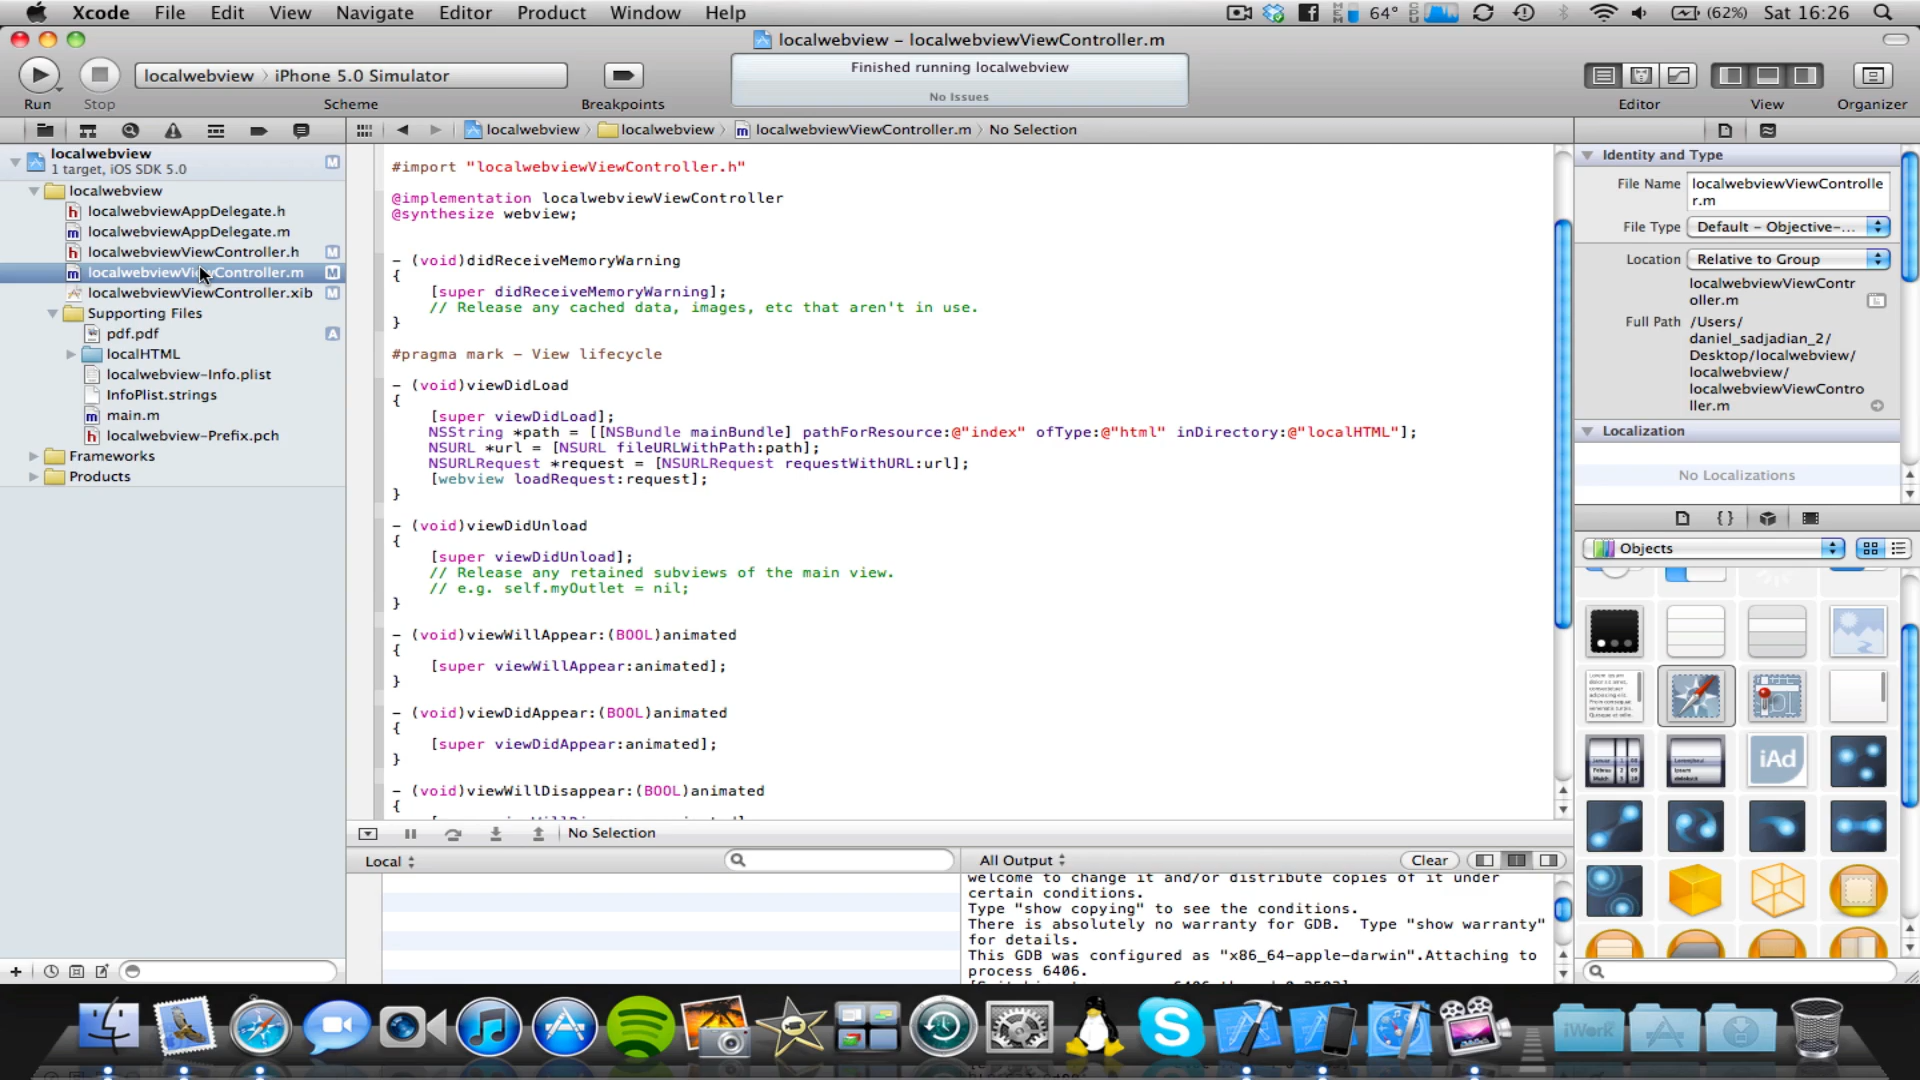 Xcode File Edit View Navigate Editor Product Window Help 64° (62%) Sat 16:26
localwebview – localwebviewViewController.m
localwebview › iPhone 5.0 Simulator
Finished running localwebview
No Issues
Run Stop Scheme Breakpoints Editor View Organizer
localwebview › localwebview › localwebviewViewController.m › No Selection
localwebview M
1 target, iOS SDK 5.0
localwebview
localwebviewAppDelegate.h
localwebviewAppDelegate.m
localwebviewViewController.h M
localwebviewViewController.m M
localwebviewViewController.xib M
Supporting Files
pdf.pdf A
localHTML
localwebview-Info.plist
InfoPlist.strings
main.m
localwebview-Prefix.pch
Frameworks
Products
#import "localwebviewViewController.h"
@implementation localwebviewViewController
@synthesize webview;
- (void)didReceiveMemoryWarning
{
[super didReceiveMemoryWarning];
// Release any cached data, images, etc that aren't in use.
}
#pragma mark - View lifecycle
- (void)viewDidLoad
{
[super viewDidLoad];
NSString *path = [[NSBundle mainBundle] pathForResource:@"index" ofType:@"html" inDirectory:@"localHTML"];
NSURL *url = [NSURL fileURLWithPath:path];
NSURLRequest *request = [NSURLRequest requestWithURL:url];
[webview loadRequest:request];
}
- (void)viewDidUnload
{
[super viewDidUnload];
// Release any retained subviews of the main view.
// e.g. self.myOutlet = nil;
}
- (void)viewWillAppear:(BOOL)animated
{
[super viewWillAppear:animated];
}
- (void)viewDidAppear:(BOOL)animated
{
[super viewDidAppear:animated];
}
- (void)viewWillDisappear:(BOOL)animated
{
No Selection
Local
All Output
Clear
welcome to change it and/or distribute copies of it under
certain conditions.
Type "show copying" to see the conditions.
There is absolutely no warranty for GDB. Type "show warranty"
for details.
This GDB was configured as "x86_64-apple-darwin".Attaching to
process 6406.
Identity and Type
File Name localwebviewViewControlle
r.m
File Type Default - Objective-...
Location Relative to Group
localwebviewViewContr
oller.m
Full Path /Users/
daniel_sadjadian_2/
Desktop/localwebview/
localwebview/
localwebviewViewContro
ller.m
Localization
No Localizations
{ }
Objects
iAd
iWork